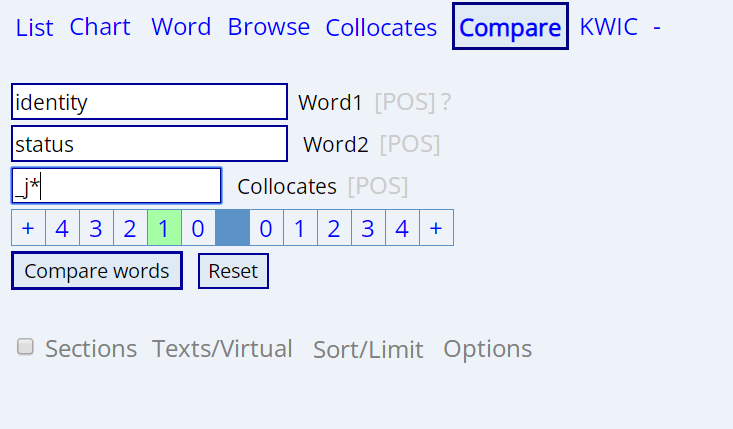 List Chart Word Browse Collocates Compare KWIC -
identity Word1 [POS] ?
status Word2 [POS]
_j* Collocates [POS]
+ 4 3 2 1 0 0 1 2 3 4 +
Compare words Reset
Sections Texts/Virtual Sort/Limit Options